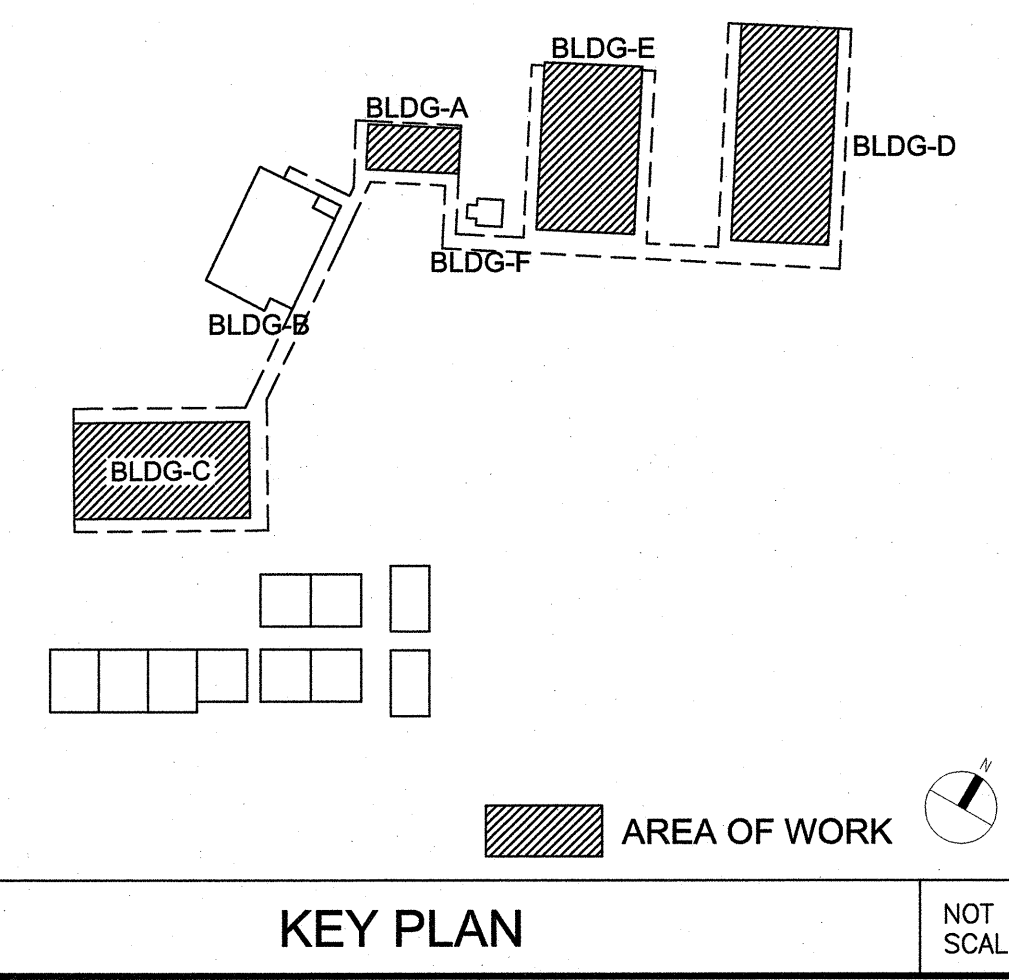 BLDG-E
BLDG-A
BLDG-D
BLDG-F
BLDG-B
BLDG-C
N
AREA OF WORK
KEY PLAN
NOT
SCAL